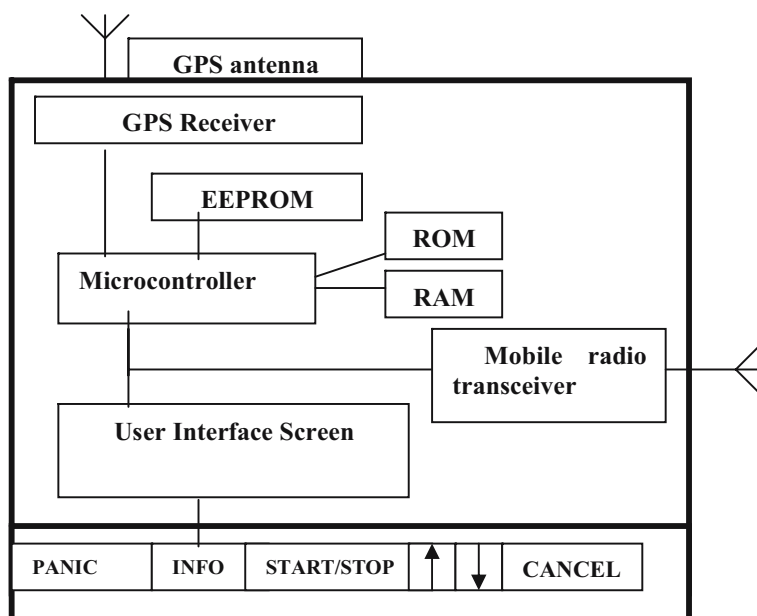 GPS antenna
GPS Receiver
EEPROM
ROM
Microcontroller
RAM
Mobile radio
transceiver
User Interface Screen
PANIC INFO START/STOP CANCEL